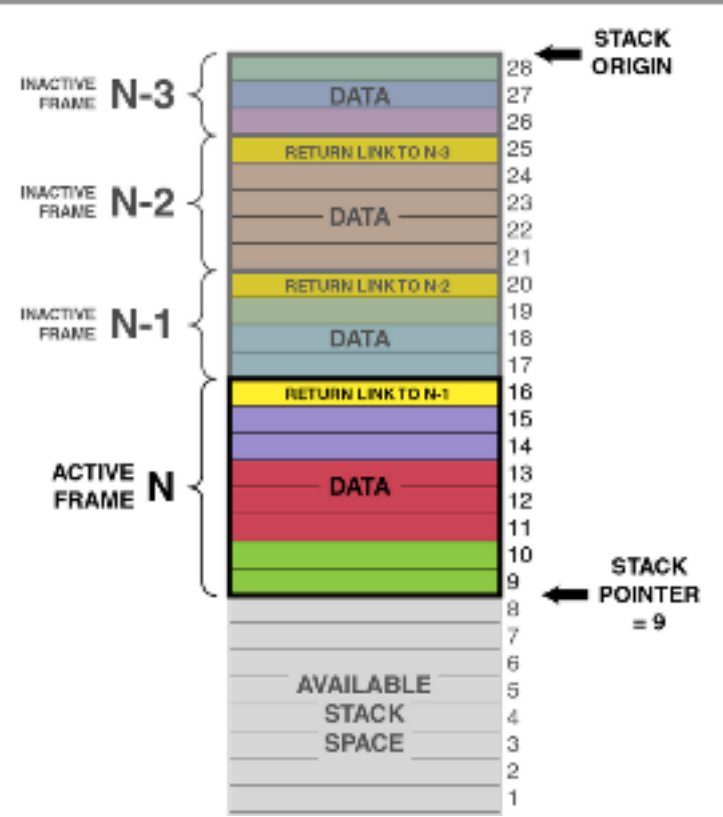 STACK
ORIGIN
28
INACTIVE
FRAME N-3
DATA
27
26
RETURN LINK TO N-3
25
24
INACTIVE
FRAME N-2
23
DATA
22
21
RETURN LINK TO N-2
20
19
INACTIVE
FRAME N-1
DATA
18
17
RETURN LINK TO N-1
16
15
14
13
ACTIVE
FRAME N
DATA
12
11
10
9
STACK
POINTER
= 9
8
7
6
AVAILABLE
STACK
SPACE
5
4
3
2
1